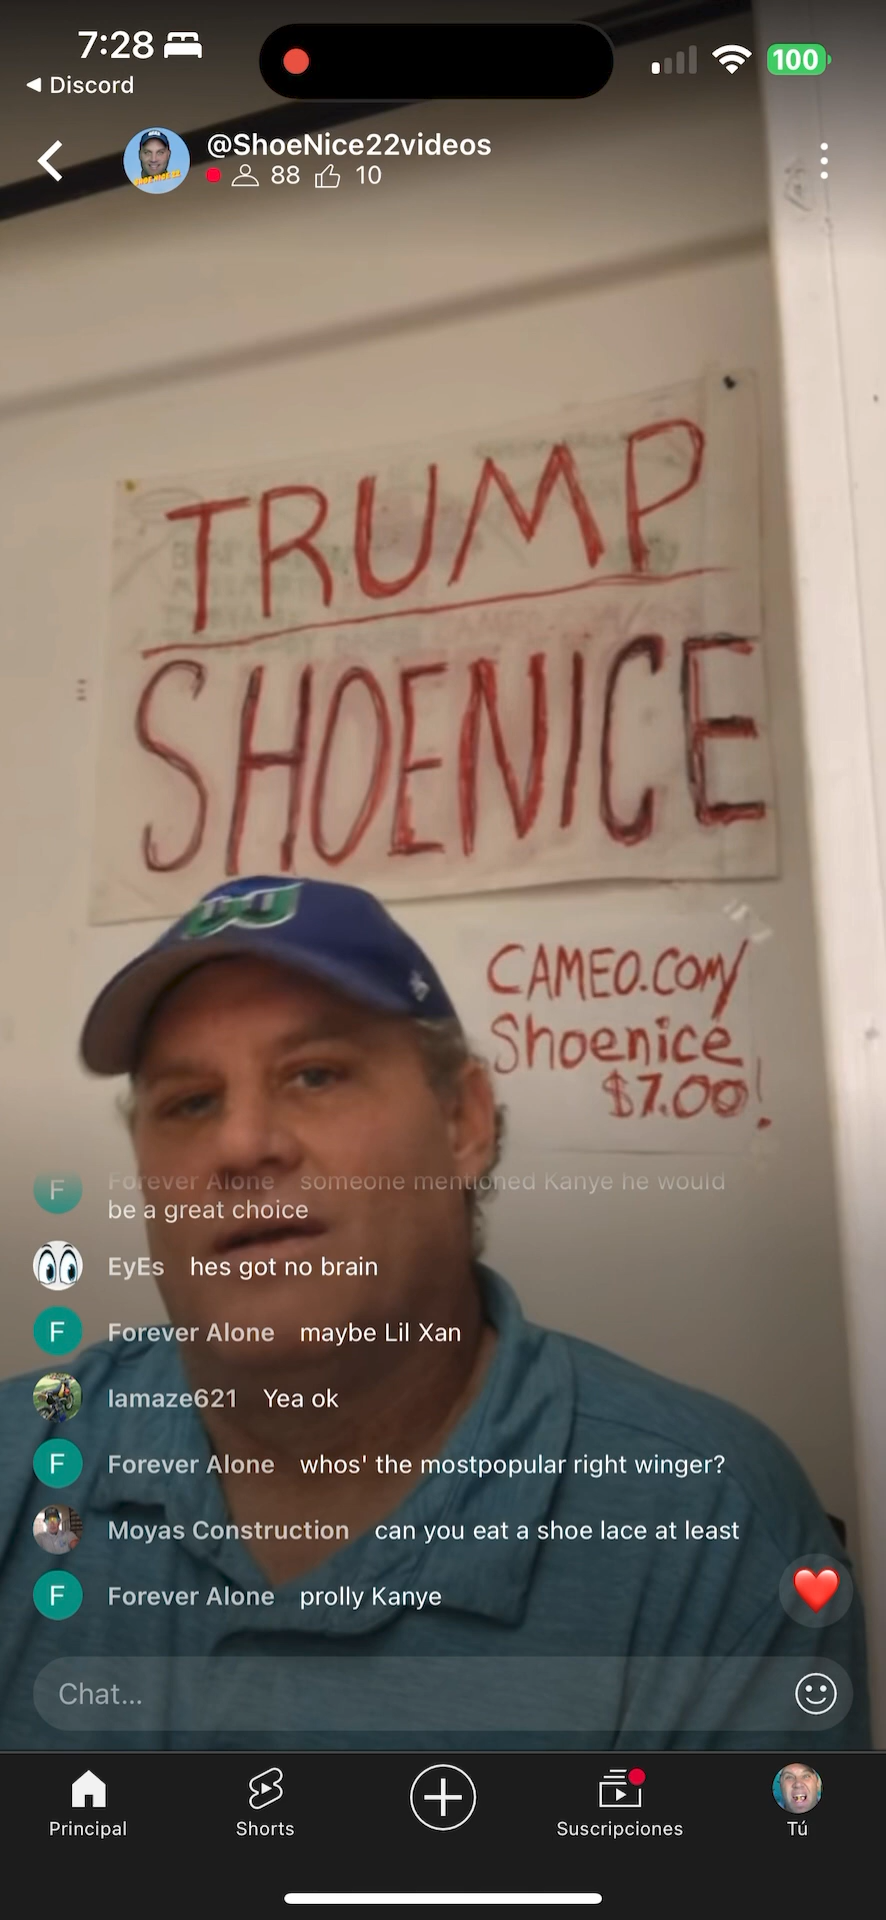 7:28
100
Discord
@ShoeNice22videos
88 10
TRUMP
SHOENICE
CAMEO.COM/
Shoenice
$7.00!
Forever Alone someone mentioned Kanye he would
be a great choice
EyEs hes got no brain
F Forever Alone maybe Lil Xan
lamaze621 Yea ok
F Forever Alone whos' the mostpopular right winger?
Moyas Construction can you eat a shoe lace at least
F Forever Alone prolly Kanye
Chat...
Principal
Shorts
Suscripciones
Tú